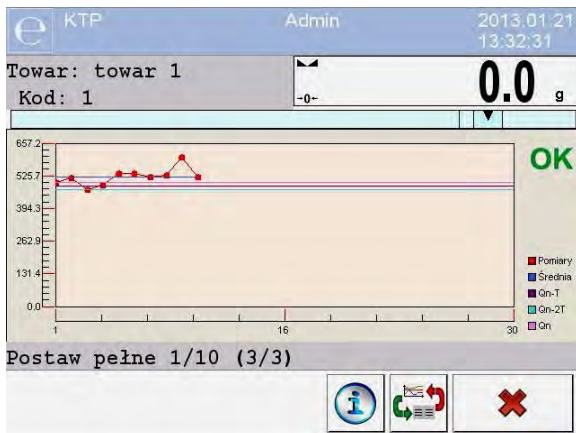 e KTP Admin 2013.01.21
13:32:31
Towar: towar 1
Kod: 1
→0← 0.0 g
657.2
525.7
394.3
262.9
131.4
0.0
1 16 30
OK
Pomiary
Średnia
Qn-T
Qn-2T
Qn
Postaw pełne 1/10 (3/3)
i